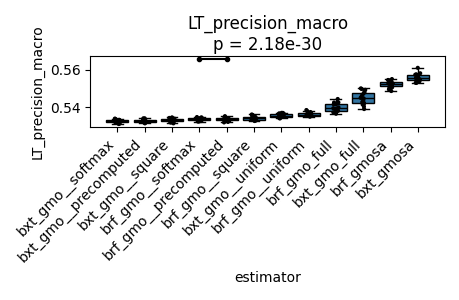 LT_precision_macro
p = 2.18e-30
LT_precision_macro
0.56
0.54
bxt_gmo__softmax
bxt_gmo__precomputed
bxt_gmo__square
brf_gmo__softmax
brf_gmo__precomputed
brf_gmo__square
bxt_gmo__uniform
brf_gmo__uniform
brf_gmo_full
bxt_gmo_full
brf_gmosa
bxt_gmosa
estimator